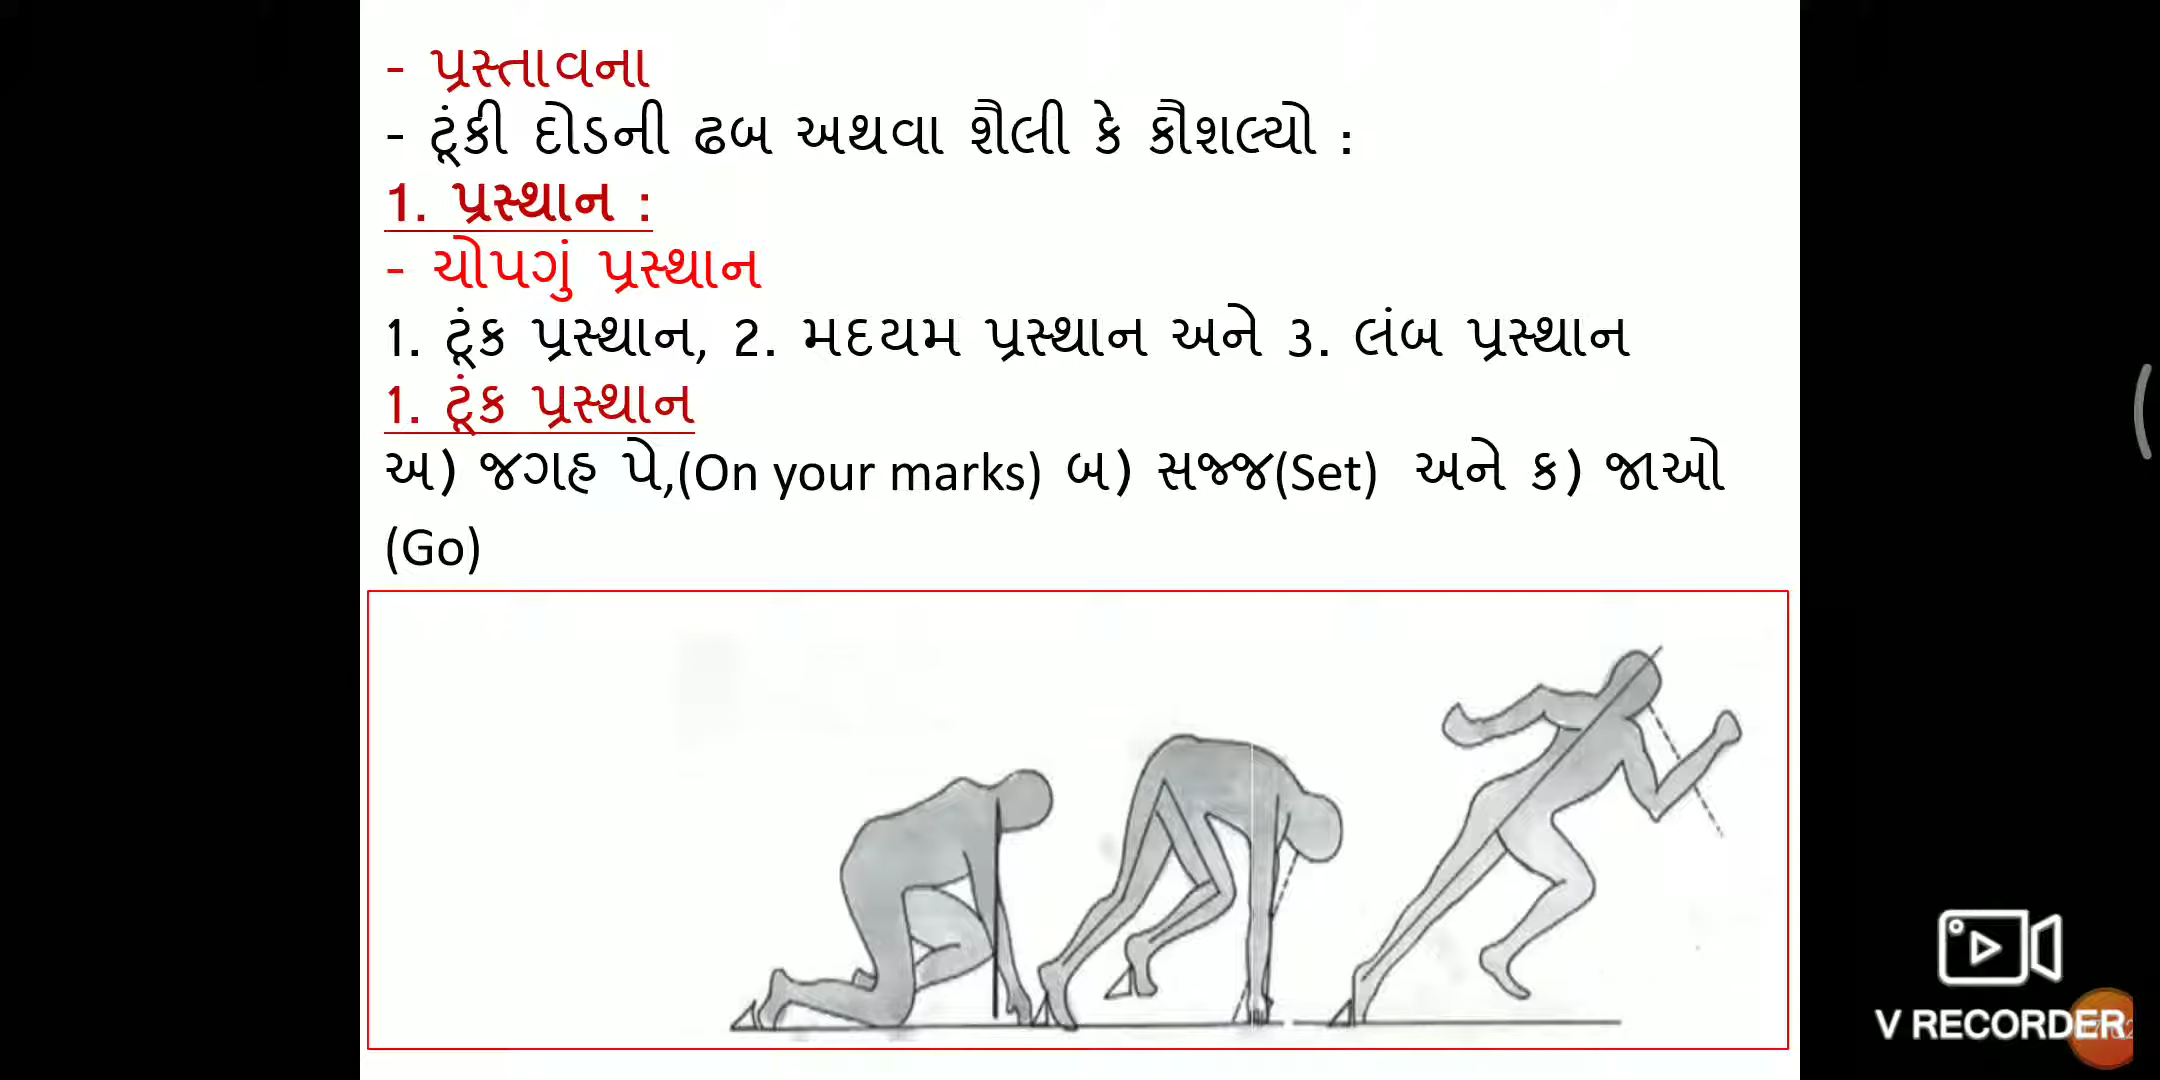 - પ્રસ્તાવના
- ટૂંકી દોડની ઢબ અથવા શૈલી કે કૌશલ્યો :
1. પ્રસ્થાન :
- ચોપગું પ્રસ્થાન
1. ટૂંક પ્રસ્થાન, 2. મદયમ પ્રસ્થાન અને 3. લંબ પ્રસ્થાન
1. ટૂંક પ્રસ્થાન
અ) જગહ પે,(On your marks) બ) સજ્જ(Set) અને ક) જાઓ
(Go)
V RECORDER